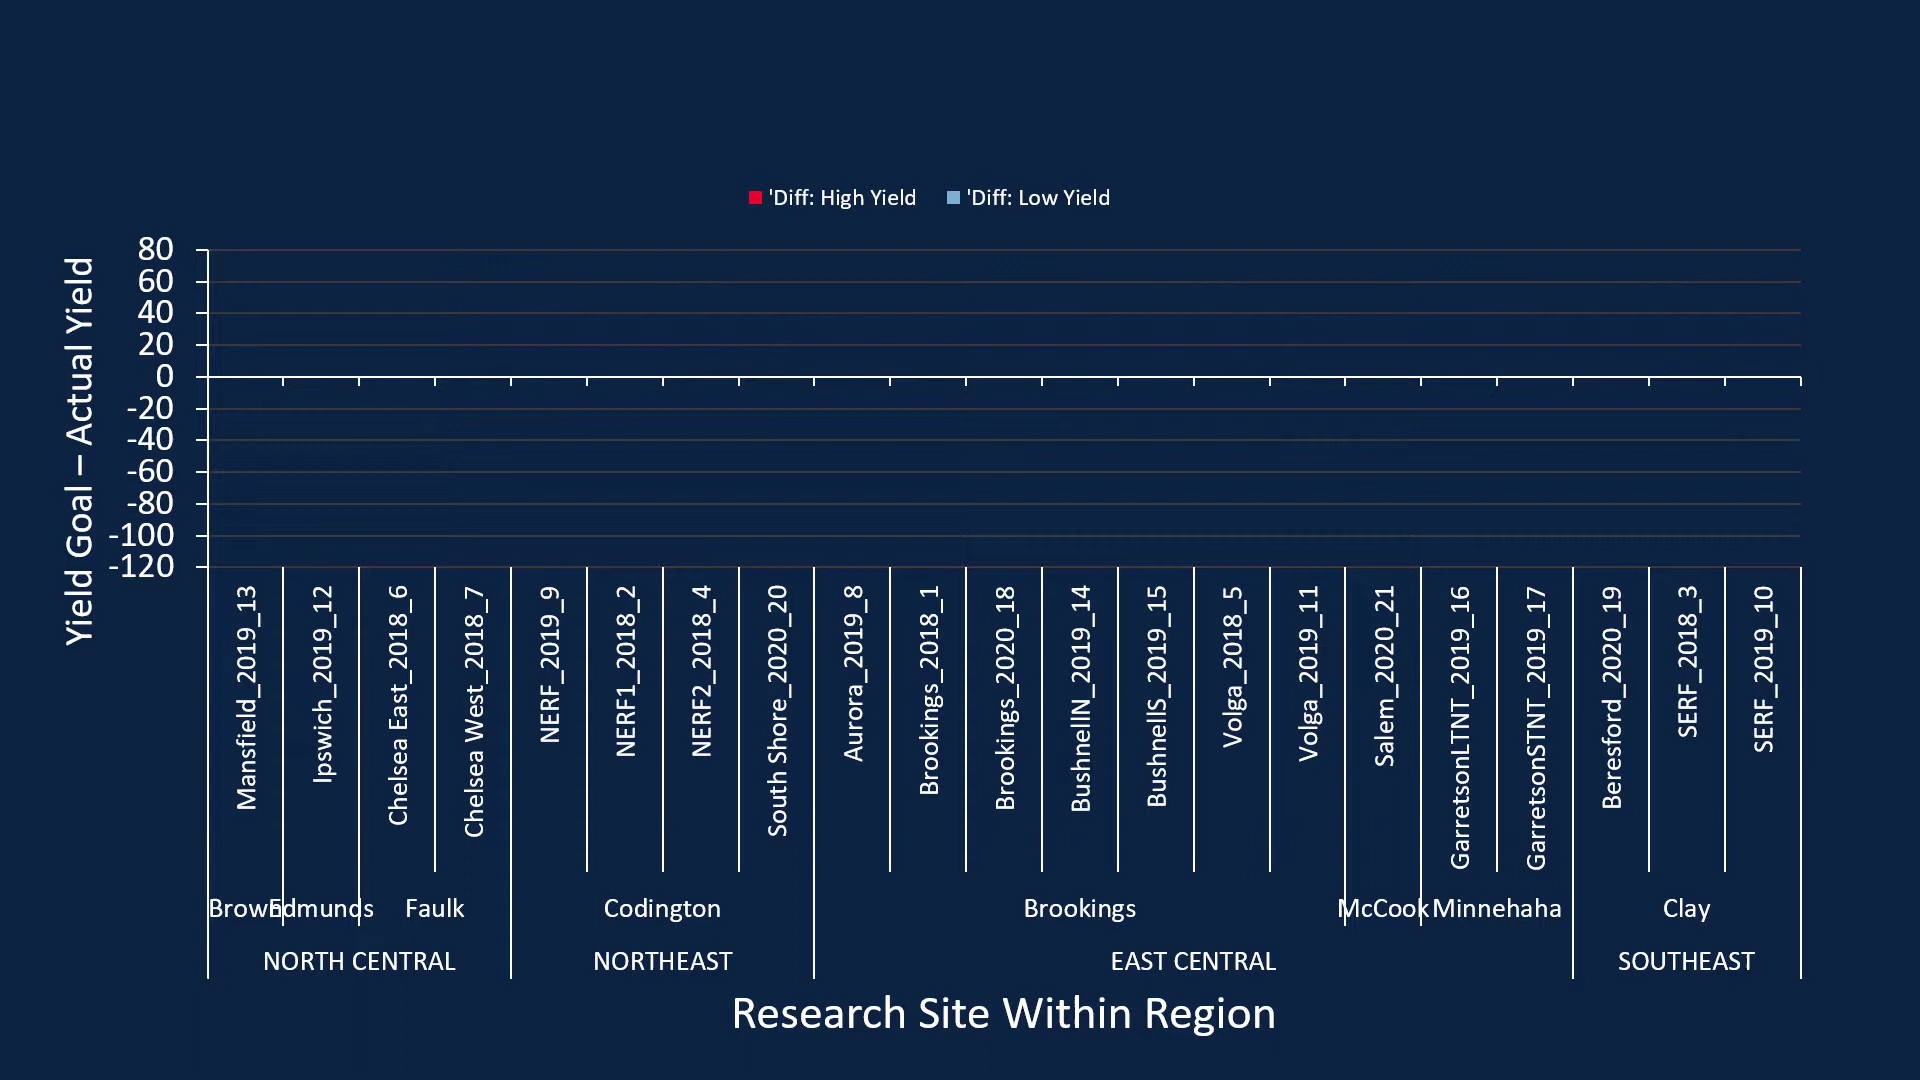 'Diff: High Yield 'Diff: Low Yield
Yield Goal – Actual Yield
80
60
40
20
0
-20
-40
-60
-80
-100
-120
Mansfield_2019_13
Ipswich_2019_12
Chelsea East_2018_6
Chelsea West_2018_7
NERF_2019_9
NERF1_2018_2
NERF2_2018_4
South Shore_2020_20
Aurora_2019_8
Brookings_2018_1
Brookings_2020_18
BushnellN_2019_14
BushnellS_2019_15
Volga_2018_5
Volga_2019_11
Salem_2020_21
GarretsonLTNT_2019_16
GarretsonSTNT_2019_17
Beresford_2020_19
SERF_2018_3
SERF_2019_10
Brown Edmunds Faulk Codington Brookings McCook Minnehaha Clay
NORTH CENTRAL NORTHEAST EAST CENTRAL SOUTHEAST
Research Site Within Region